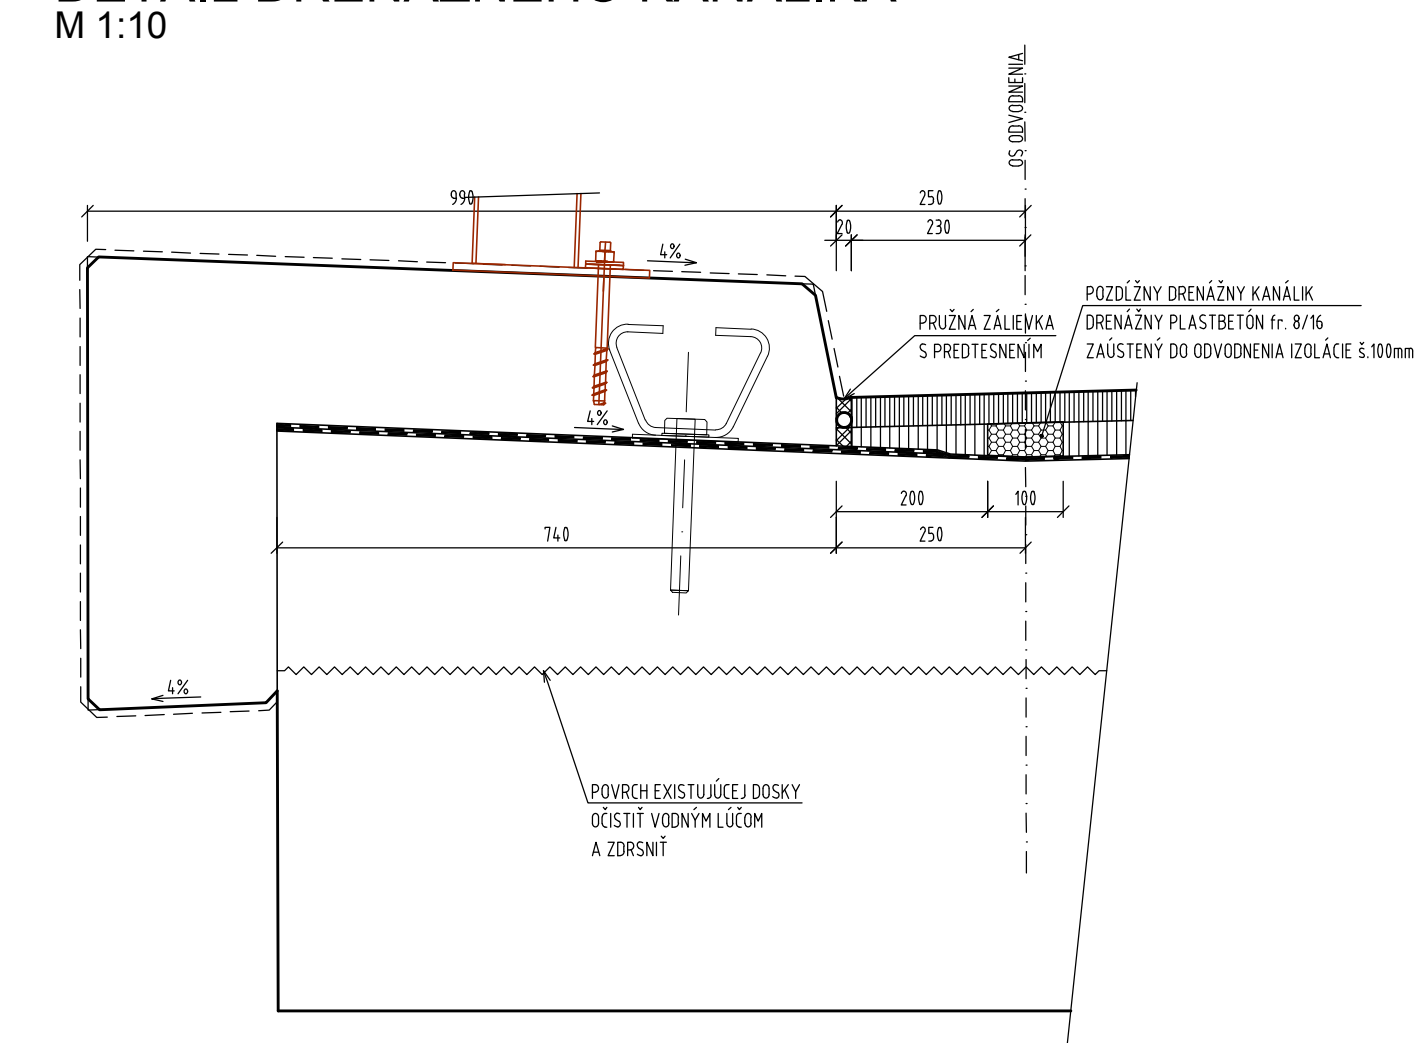 M 1:10
OS ODVODNENIA
990
250
20
230
4%
POZDĹŽNY DRENÁŽNY KANÁLIK
DRENÁŽNY PLASTBETÓN fr. 8/16
ZAÚSTENÝ DO ODVODNENIA IZOLÁCIE š.100mm
PRUŽNÁ ZÁLIEVKA
S PREDTESNENÍM
4%
200
100
740
250
4%
POVRCH EXISTUJÚCEJ DOSKY
OČISTIŤ VODNÝM LÚČOM
A ZDRSNIŤ